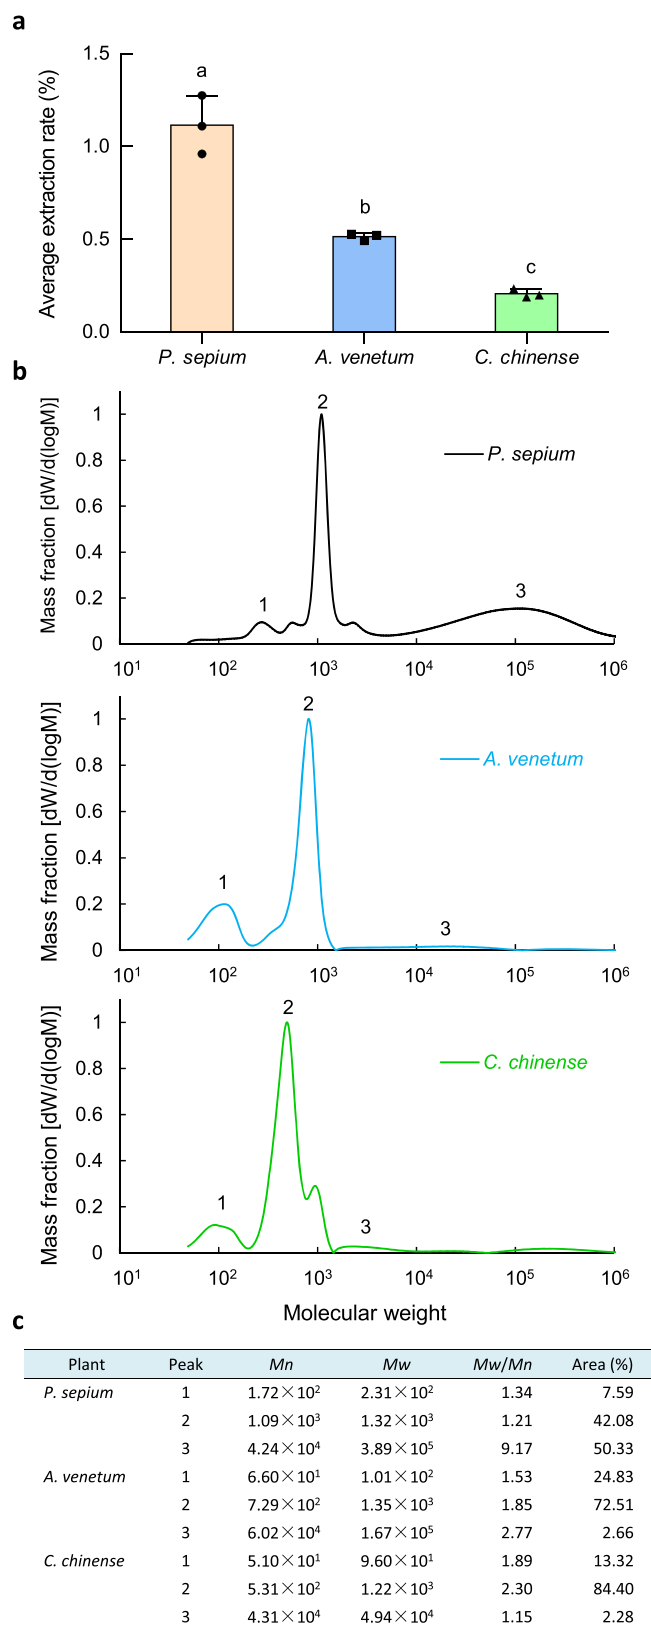 a
Average extraction rate (%)
1.5
1.0
0.5
0.0
a
b
c
P. sepium
A. venetum
C. chinense
b
Mass fraction [dW/d(logM)]
1
0.8
0.6
0.4
0.2
0
1
2
3
P. sepium
10¹ 10² 10³ 10⁴ 10⁵ 10⁶
Mass fraction [dW/d(logM)]
1
0.8
0.6
0.4
0.2
0
1
2
3
A. venetum
10¹ 10² 10³ 10⁴ 10⁵ 10⁶
Mass fraction [dW/d(logM)]
1
0.8
0.6
0.4
0.2
0
1
2
3
C. chinense
10¹ 10² 10³ 10⁴ 10⁵ 10⁶
Molecular weight
c
Plant Peak Mn Mw Mw/Mn Area (%)
P. sepium 1 1.72×10² 2.31×10² 1.34 7.59
2 1.09×10³ 1.32×10³ 1.21 42.08
3 4.24×10⁴ 3.89×10⁵ 9.17 50.33
A. venetum 1 6.60×10¹ 1.01×10² 1.53 24.83
2 7.29×10² 1.35×10³ 1.85 72.51
3 6.02×10⁴ 1.67×10⁵ 2.77 2.66
C. chinense 1 5.10×10¹ 9.60×10¹ 1.89 13.32
2 5.31×10² 1.22×10³ 2.30 84.40
3 4.31×10⁴ 4.94×10⁴ 1.15 2.28